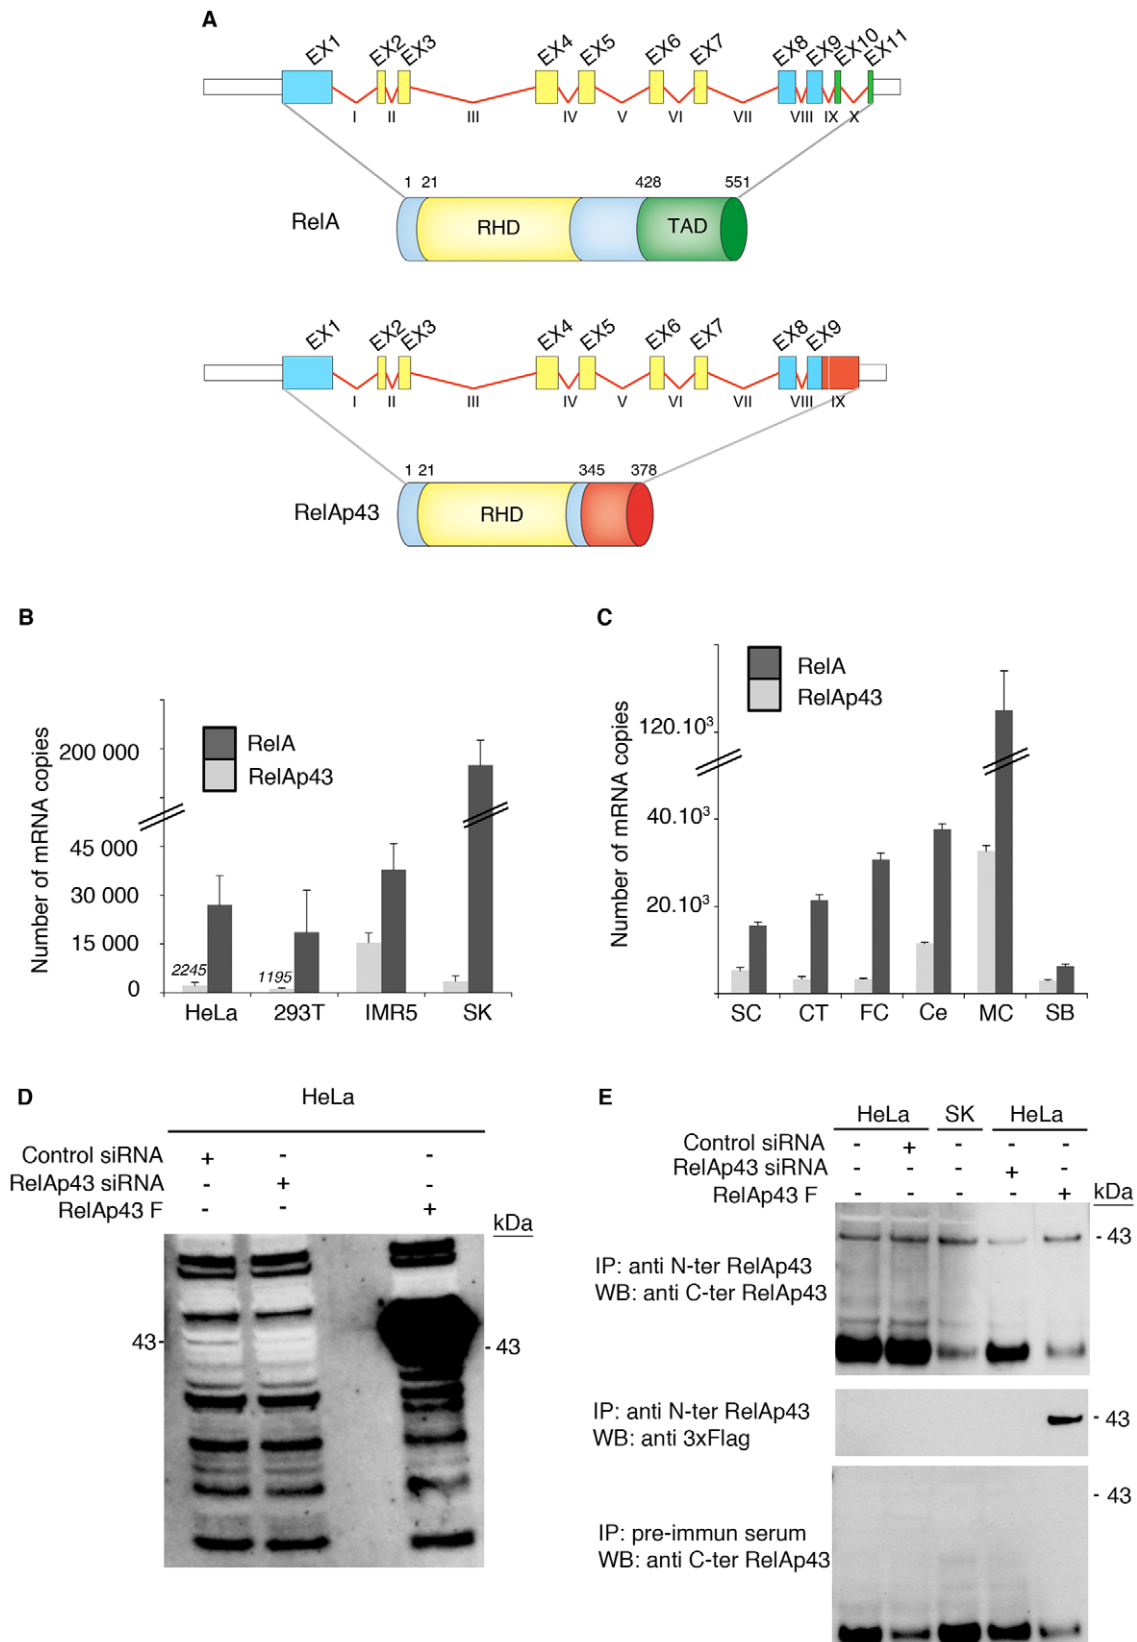 A
EX1 EX2 EX3 EX4 EX5 EX6 EX7 EX8 EX9 EX10 EX11
I II III IV V VI VII VIII IX X
1 21 428 551
RelA RHD TAD
EX1 EX2 EX3 EX4 EX5 EX6 EX7 EX8 EX9
I II III IV V VI VII VIII IX
1 21 345 378
RelAp43 RHD
B
Number of mRNA copies
200 000
45 000
30 000
15 000
0
RelA
RelAp43
2245
1195
HeLa 293T IMR5 SK
C
Number of mRNA copies
120.10³
40.10³
20.10³
RelA
RelAp43
SC CT FC Ce MC SB
D
HeLa
Control siRNA + - -
RelAp43 siRNA - + -
RelAp43 F - - +
kDa
43-
- 43
E
HeLa SK HeLa
Control siRNA - + - - -
RelAp43 siRNA - - - + -
RelAp43 F - - - - +
kDa
- 43
IP: anti N-ter RelAp43
WB: anti C-ter RelAp43
IP: anti N-ter RelAp43
WB: anti 3xFlag
- 43
- 43
IP: pre-immun serum
WB: anti C-ter RelAp43